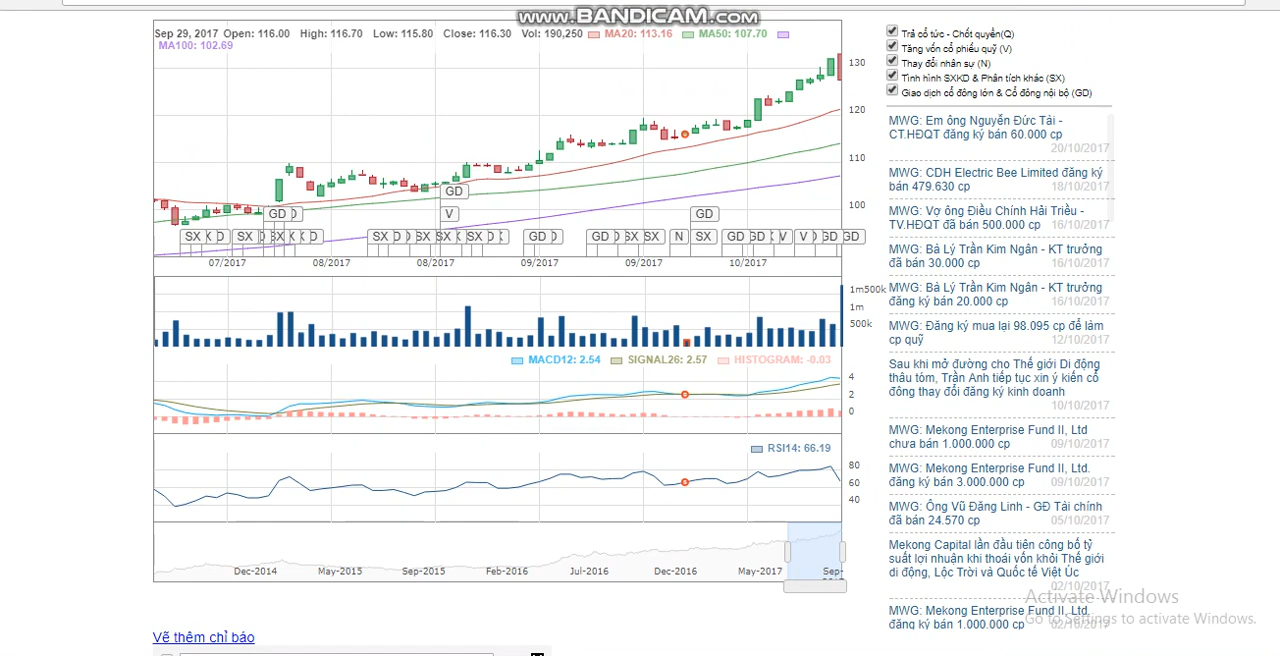 www.BANDICAM.com
Sep 29, 2017 Open: 116.00 High: 116.70 Low: 115.80 Close: 116.30 Vol: 190,250 MA20: 113.16 MA50: 107.70
MA100: 102.69
130
120
110
100
GD
GD
V
GD
SX K D SX SX K K D SX D SX SX K SX D GD D GD SX SX N SX GD GD K V V GD GD
07/2017 08/2017 08/2017 09/2017 09/2017 10/2017
1m500k
1m
500k
MACD12: 2.54 SIGNAL26: 2.57 HISTOGRAM: -0.03
4
2
0
RSI14: 66.19
80
60
40
Dec-2014 May-2015 Sep-2015 Feb-2016 Jul-2016 Dec-2016 May-2017 Sep-
Vẽ thêm chỉ báo
Trả cổ tức - Chốt quyền(Q)
Tăng vốn cổ phiếu quỹ (V)
Thay đổi nhân sự (N)
Tình hình SXKD & Phân tích khác (SX)
Giao dịch cổ đông lớn & Cổ đông nội bộ (GD)
MWG: Em ông Nguyễn Đức Tài -
CT.HĐQT đăng ký bán 60.000 cp
20/10/2017
MWG: CDH Electric Bee Limited đăng ký
bán 479.630 cp 18/10/2017
MWG: Vợ ông Điêu Chính Hải Triều -
TV.HĐQT đã bán 500.000 cp 16/10/2017
MWG: Bà Lý Trần Kim Ngân - KT trưởng
đã bán 30.000 cp 16/10/2017
MWG: Bà Lý Trần Kim Ngân - KT trưởng
đăng ký bán 20.000 cp 16/10/2017
MWG: Đăng ký mua lại 98.095 cp để làm
cp quỹ 12/10/2017
Sau khi mở đường cho Thế giới Di động
thâu tóm, Trần Anh tiếp tục xin ý kiến cổ
đông thay đổi đăng ký kinh doanh
10/10/2017
MWG: Mekong Enterprise Fund II, Ltd
chưa bán 1.000.000 cp 09/10/2017
MWG: Mekong Enterprise Fund II, Ltd.
đăng ký bán 3.000.000 cp 09/10/2017
MWG: Ông Vũ Đăng Linh - GĐ Tài chính
đã bán 24.570 cp 05/10/2017
Mekong Capital lần đầu tiên công bố tỷ
suất lợi nhuận khi thoái vốn khỏi Thế giới
di động, Lộc Trời và Quốc tế Việt Úc
02/10/2017
MWG: Mekong Enterprise Fund II, Ltd.
đăng ký bán 1.000.000 cp 02/10/2017
Activate Windows
Go to Settings to activate Windows.